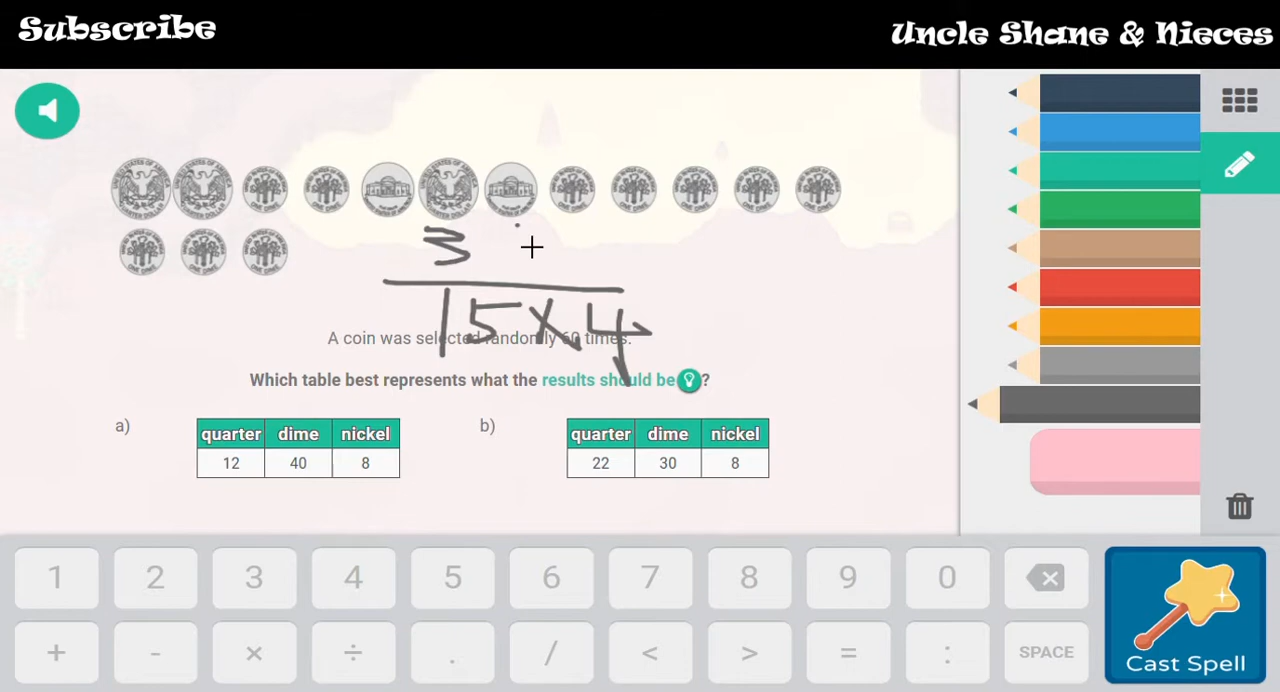 Subscribe
Uncle Shane & Nieces
3
15 × 4
A coin was selected randomly 60 times.
Which table best represents what the results should be?
a)
quarter dime nickel
12 40 8
b)
quarter dime nickel
22 30 8
1 2 3 4 5 6 7 8 9 0
+ - × ÷ . / < > = : SPACE
Cast Spell